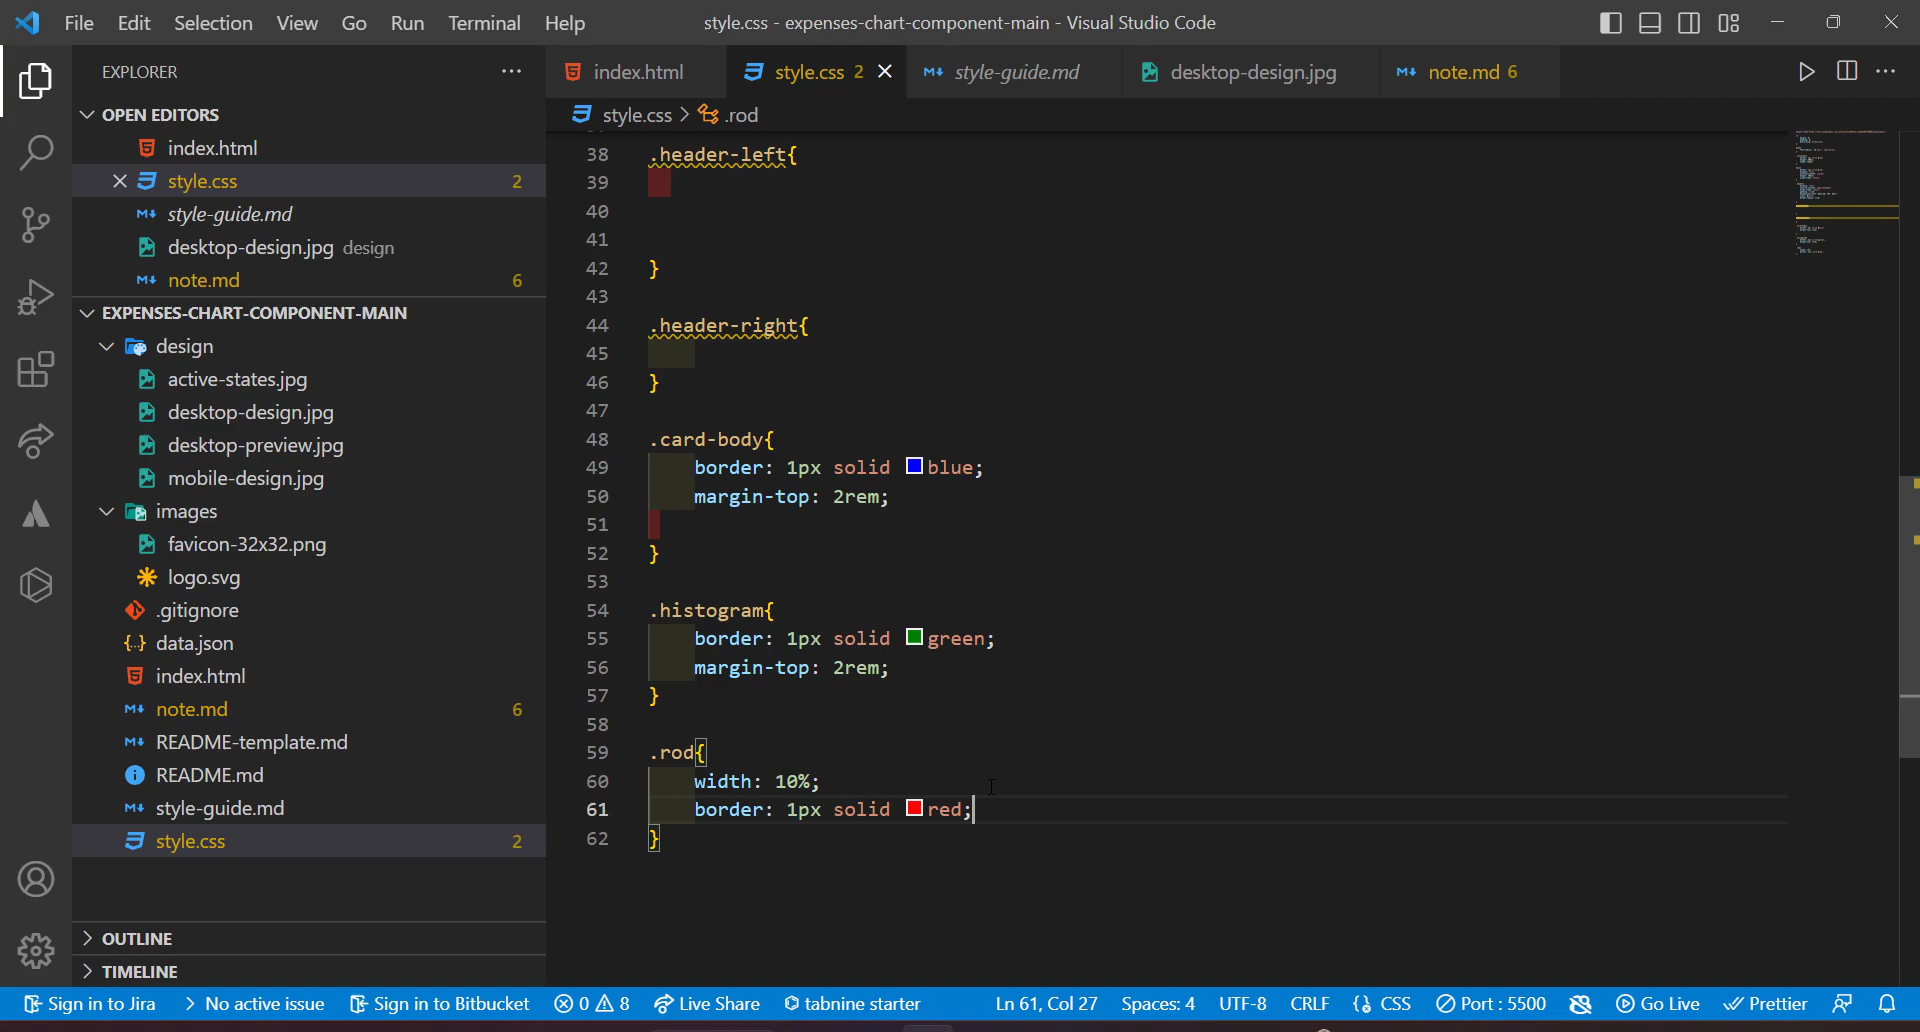 File Edit Selection View Go Run Terminal Help
style.css - expenses-chart-component-main - Visual Studio Code
EXPLORER
OPEN EDITORS
index.html
style.css 2
style-guide.md
desktop-design.jpg design
note.md 6
EXPENSES-CHART-COMPONENT-MAIN
design
active-states.jpg
desktop-design.jpg
desktop-preview.jpg
mobile-design.jpg
images
favicon-32x32.png
logo.svg
.gitignore
data.json
index.html
note.md 6
README-template.md
README.md
style-guide.md
style.css 2
OUTLINE
TIMELINE
index.html style.css 2 style-guide.md desktop-design.jpg note.md 6
style.css > .rod
38 .header-left{
39
40
41
42 }
43
44 .header-right{
45
46 }
47
48 .card-body{
49 border: 1px solid blue;
50 margin-top: 2rem;
51
52 }
53
54 .histogram{
55 border: 1px solid green;
56 margin-top: 2rem;
57 }
58
59 .rod{
60 width: 10%;
61 border: 1px solid red;
62 }
Sign in to Jira No active issue Sign in to Bitbucket 0 8 Live Share tabnine starter Ln 61, Col 27 Spaces: 4 UTF-8 CRLF CSS Port : 5500 Go Live Prettier